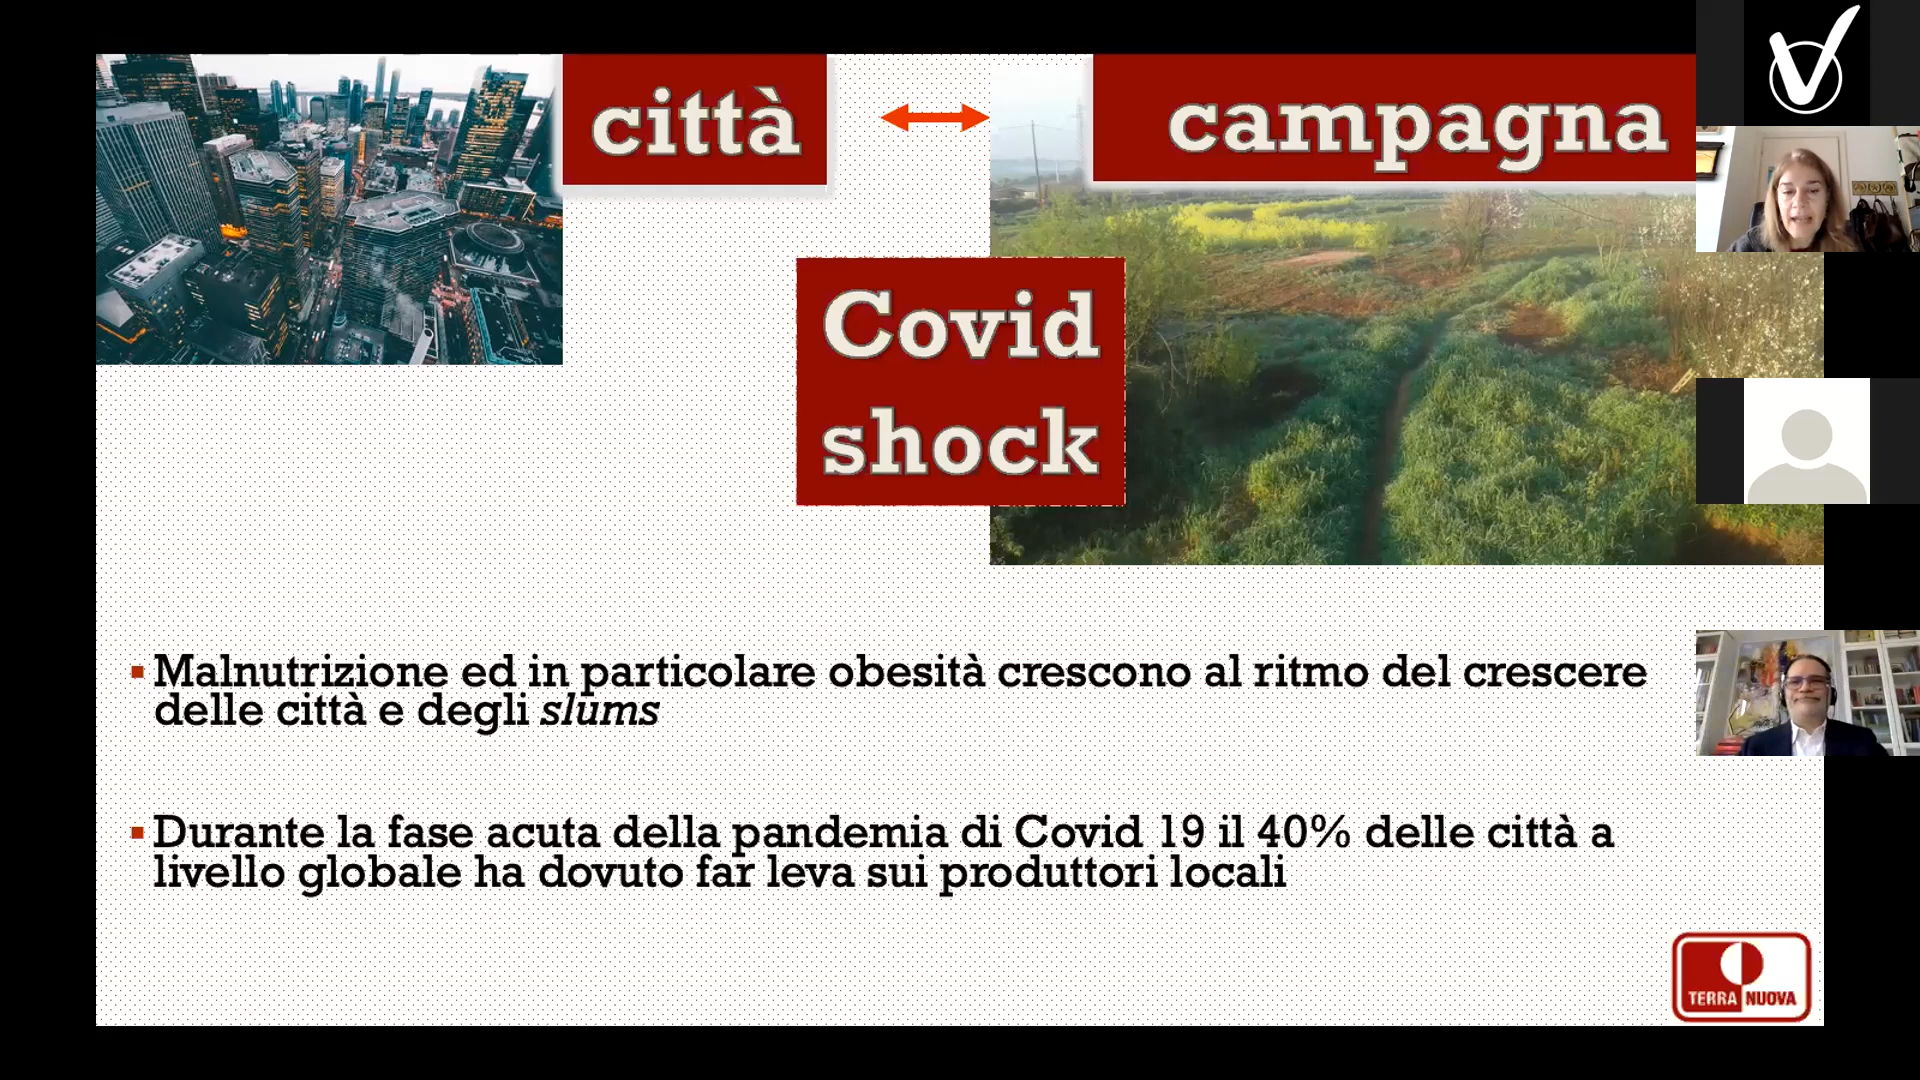 città
campagna
Covid
shock
Malnutrizione ed in particolare obesità crescono al ritmo del crescere
delle città e degli slums
Durante la fase acuta della pandemia di Covid 19 il 40% delle città a
livello globale ha dovuto far leva sui produttori locali
TERRA NUOVA